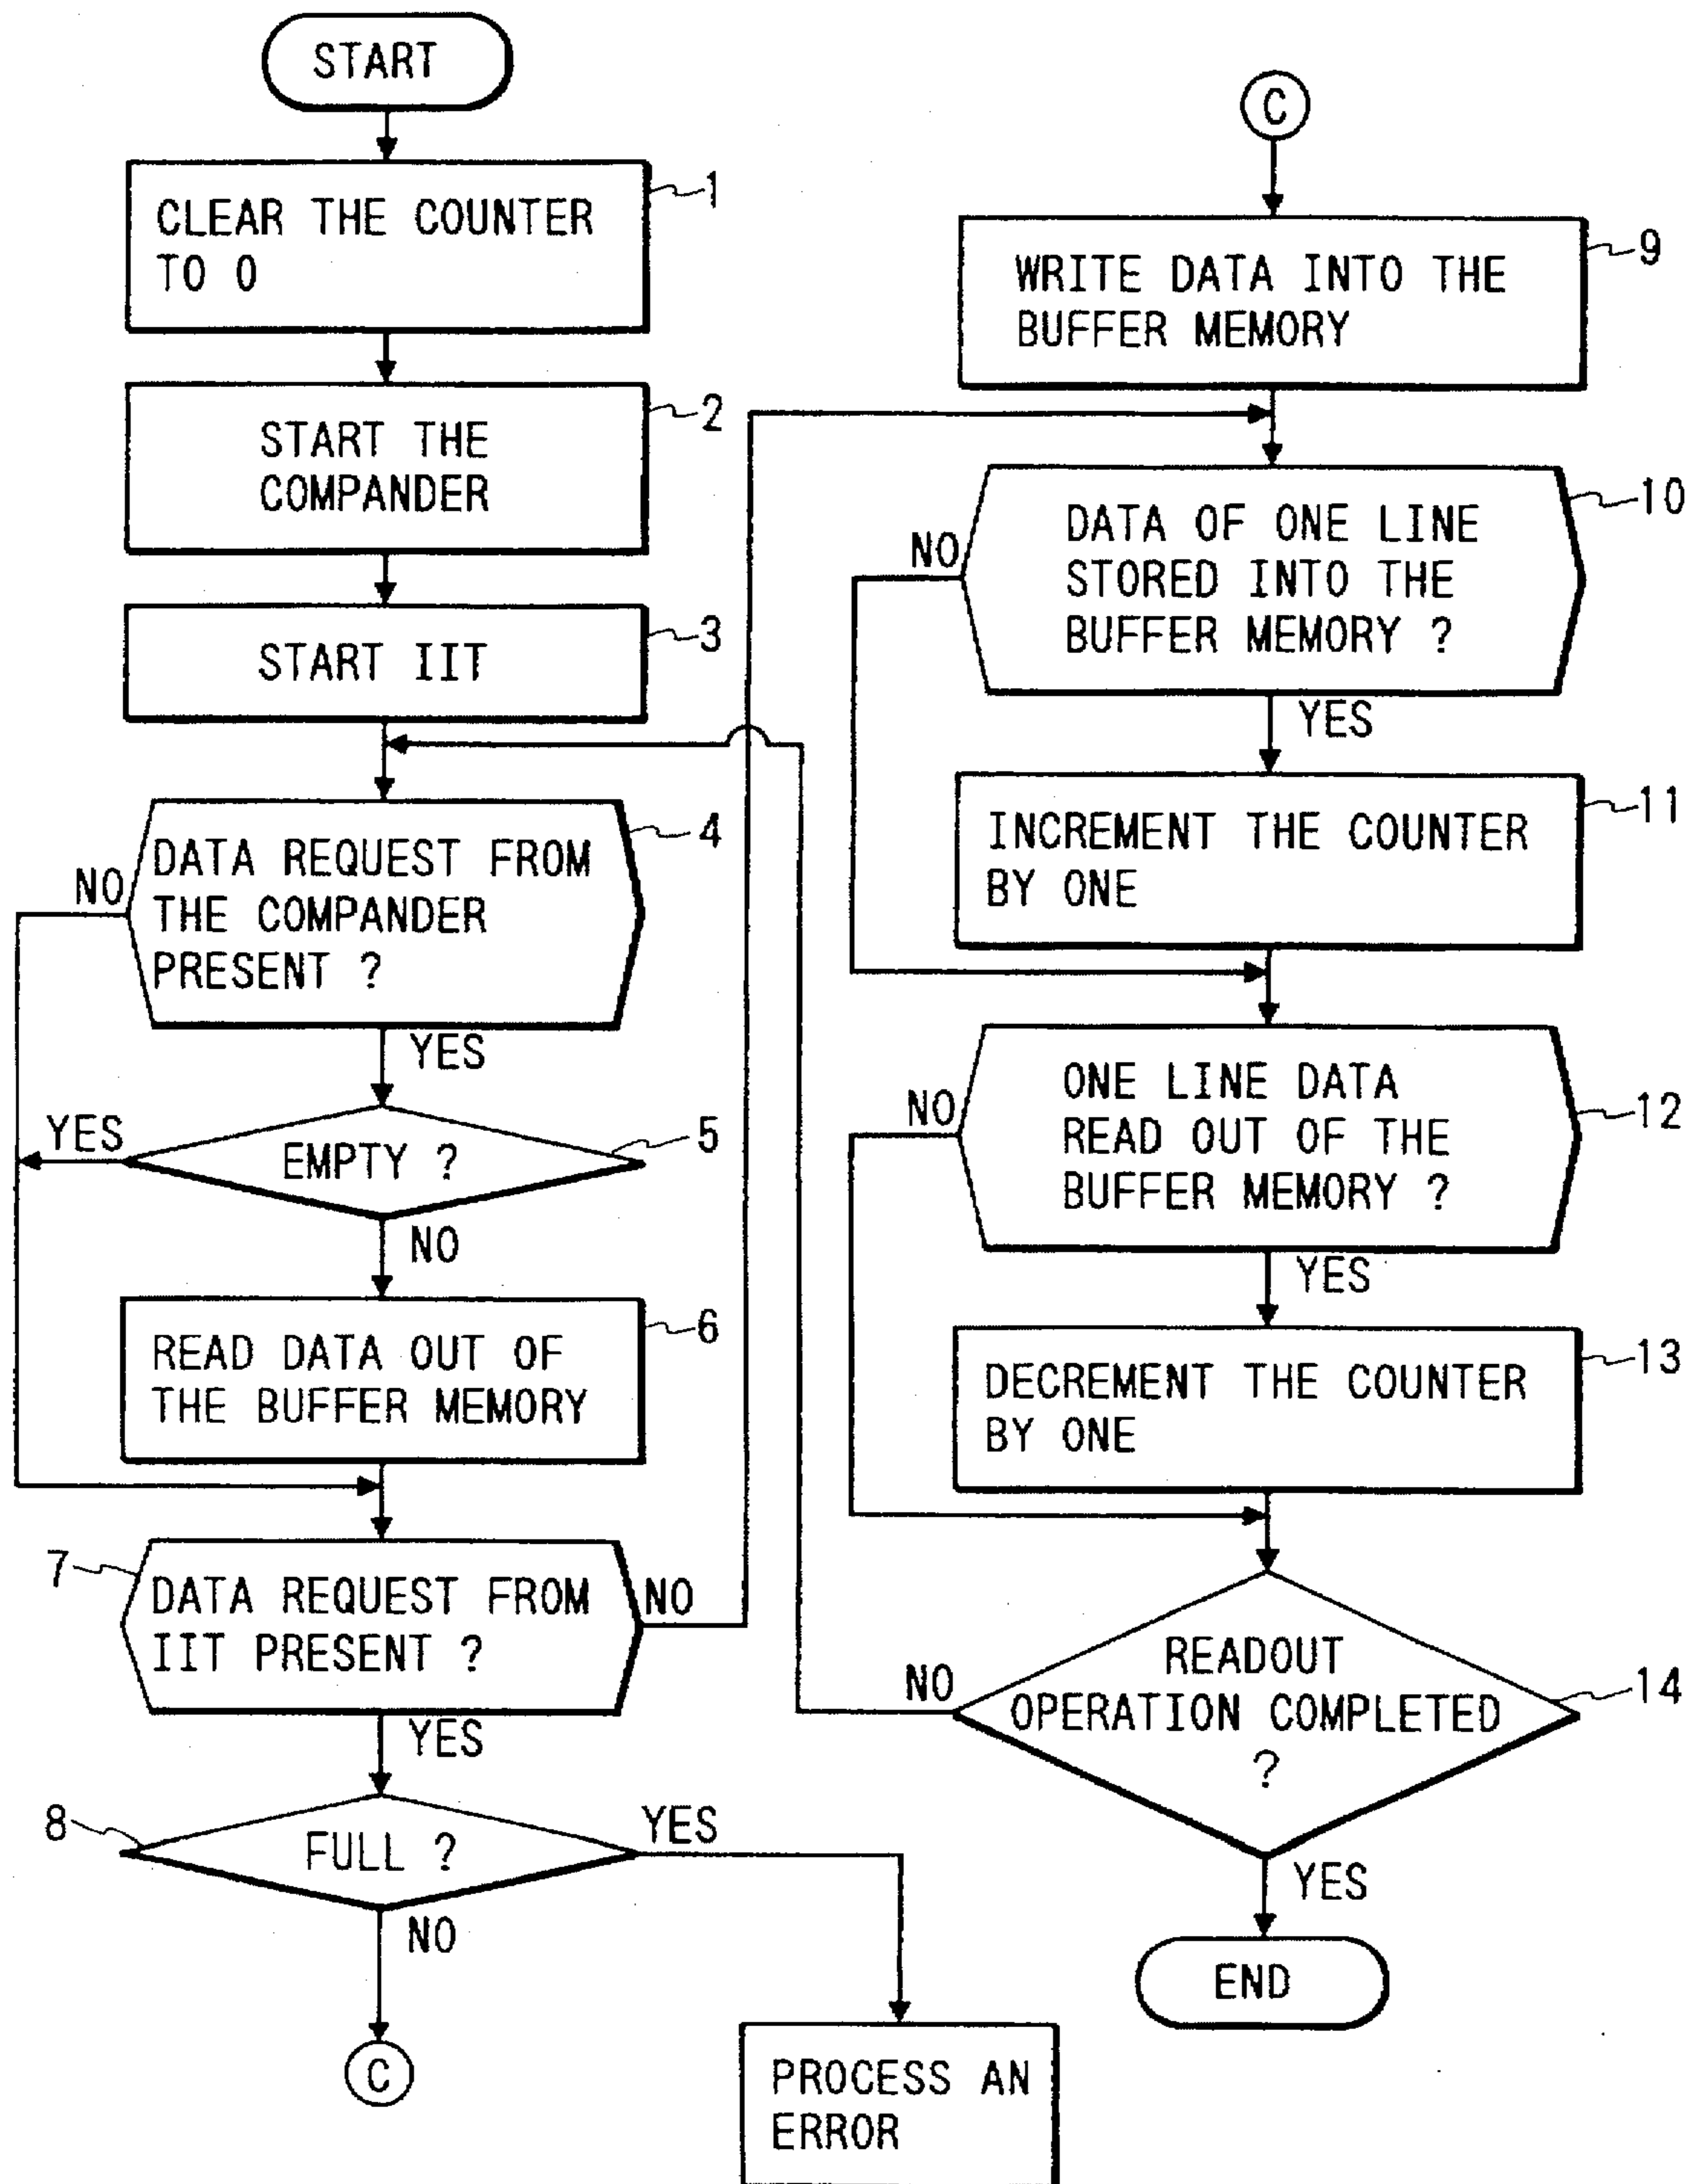 START
CLEAR THE COUNTER
TO 0
1
START THE
COMPANDER
2
START IIT
3
DATA REQUEST FROM
THE COMPANDER
PRESENT ?
4
NO
YES
EMPTY ?
5
YES
NO
READ DATA OUT OF
THE BUFFER MEMORY
6
7
DATA REQUEST FROM
IIT PRESENT ?
NO
YES
8
FULL ?
YES
NO
C
PROCESS AN
ERROR
C
WRITE DATA INTO THE
BUFFER MEMORY
9
DATA OF ONE LINE
STORED INTO THE
BUFFER MEMORY ?
10
NO
YES
INCREMENT THE COUNTER
BY ONE
11
ONE LINE DATA
READ OUT OF THE
BUFFER MEMORY ?
12
NO
YES
DECREMENT THE COUNTER
BY ONE
13
READOUT
OPERATION COMPLETED
?
14
NO
YES
END